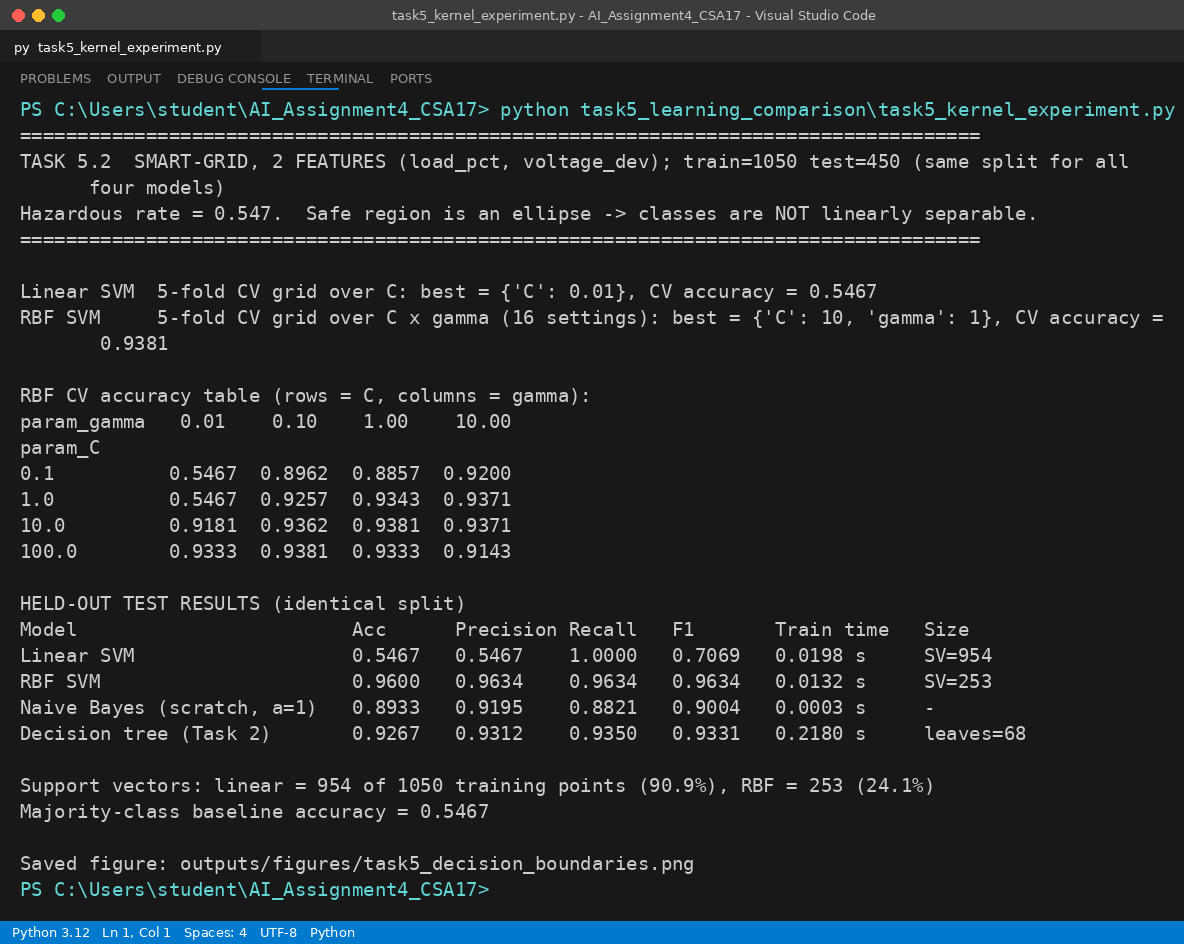 task5_kernel_experiment.py - AI_Assignment4_CSA17 - Visual Studio Code
py task5_kernel_experiment.py
PROBLEMS OUTPUT DEBUG CONSOLE TERMINAL PORTS
PS C:\Users\student\AI_Assignment4_CSA17> python task5_learning_comparison\task5_kernel_experiment.py
====================================================================================
TASK 5.2  SMART-GRID, 2 FEATURES (load_pct, voltage_dev); train=1050 test=450 (same split for all
      four models)
Hazardous rate = 0.547.  Safe region is an ellipse -> classes are NOT linearly separable.
====================================================================================
Linear SVM  5-fold CV grid over C: best = {'C': 0.01}, CV accuracy = 0.5467
RBF SVM     5-fold CV grid over C x gamma (16 settings): best = {'C': 10, 'gamma': 1}, CV accuracy =
       0.9381
RBF CV accuracy table (rows = C, columns = gamma):
param_gamma   0.01    0.10    1.00    10.00
param_C
0.1          0.5467  0.8962  0.8857  0.9200
1.0          0.5467  0.9257  0.9343  0.9371
10.0         0.9181  0.9362  0.9381  0.9371
100.0        0.9333  0.9381  0.9333  0.9143
HELD-OUT TEST RESULTS (identical split)
Model                        Acc      Precision Recall   F1       Train time   Size
Linear SVM                   0.5467   0.5467    1.0000   0.7069   0.0198 s     SV=954
RBF SVM                      0.9600   0.9634    0.9634   0.9634   0.0132 s     SV=253
Naive Bayes (scratch, a=1)   0.8933   0.9195    0.8821   0.9004   0.0003 s     -
Decision tree (Task 2)       0.9267   0.9312    0.9350   0.9331   0.2180 s     leaves=68
Support vectors: linear = 954 of 1050 training points (90.9%), RBF = 253 (24.1%)
Majority-class baseline accuracy = 0.5467
Saved figure: outputs/figures/task5_decision_boundaries.png
PS C:\Users\student\AI_Assignment4_CSA17>
Python 3.12 Ln 1, Col 1 Spaces: 4 UTF-8 Python